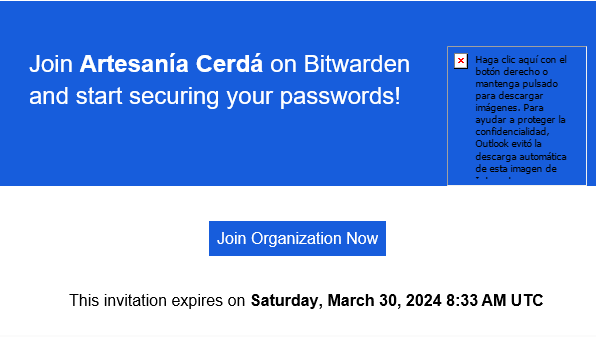 Join Artesanía Cerdá on Bitwarden
and start securing your passwords!
Haga clic aquí con el
botón derecho o
mantenga pulsado
para descargar
imágenes. Para
ayudar a proteger la
confidencialidad,
Outlook evitó la
descarga automática
de esta imagen de
Join Organization Now
This invitation expires on Saturday, March 30, 2024 8:33 AM UTC